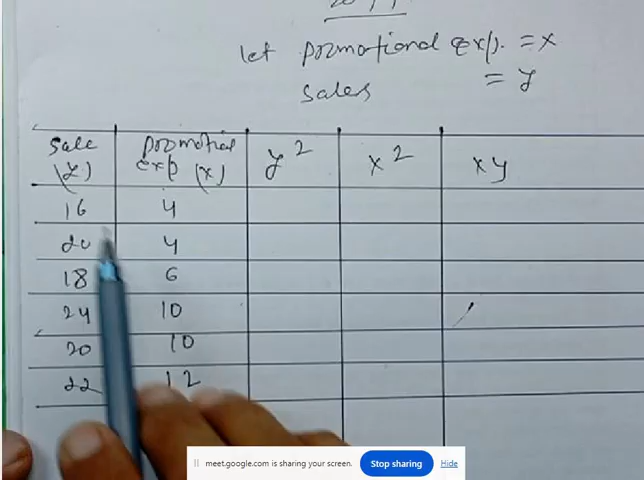 let promotional exp. = x
sales = y
Sale (y) promotial exp (x) y² x² xy
16 4
20 4
18 6
24 10
20 10
22 12
meet.google.com is sharing your screen. Stop sharing Hide